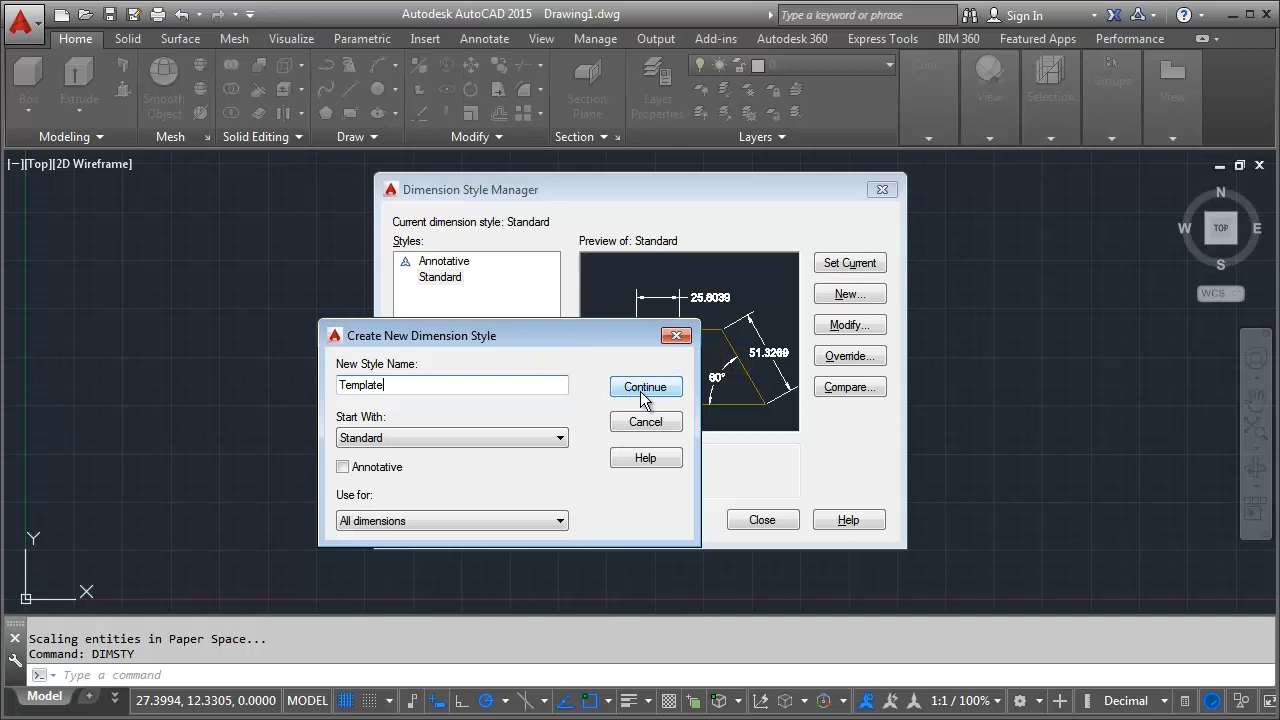 Autodesk AutoCAD 2015 Drawing1.dwg
Type a keyword or phrase
Sign In
Home Solid Surface Mesh Visualize Parametric Insert Annotate View Manage Output Add-ins Autodesk 360 Express Tools BIM 360 Featured Apps Performance
Box
Extrude
Smooth
Object
Section
Plane
Layer
Properties
0
View
Selection
Groups
View
Modeling
Mesh
Solid Editing
Draw
Modify
Section
Layers
[−][Top][2D Wireframe]
N
W
TOP
E
S
WCS
Dimension Style Manager
Current dimension style: Standard
Styles:
Preview of: Standard
Annotative
Standard
25.8039
51.3269
60°
Set Current
New...
Modify...
Override...
Compare...
Close
Help
Create New Dimension Style
New Style Name:
Template
Continue
Start With:
Standard
Cancel
Annotative
Help
Use for:
All dimensions
Y
X
Scaling entities in Paper Space...
Command: DIMSTY
Type a command
Model
27.3994, 12.3305, 0.0000 MODEL
1:1 / 100%
Decimal